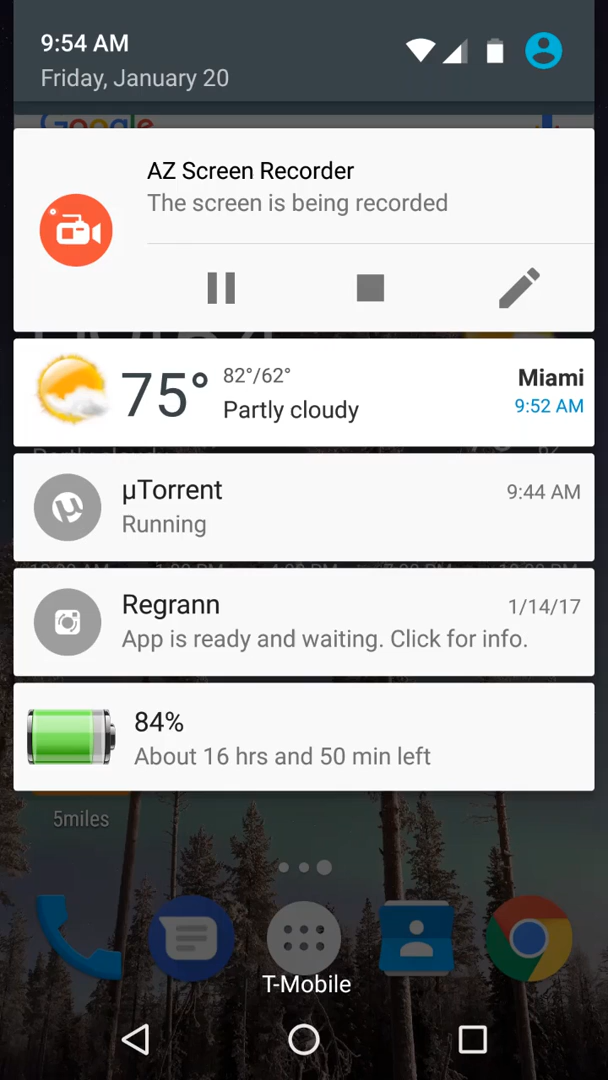 9:54 AM
Friday, January 20
Google
AZ Screen Recorder
The screen is being recorded
75°
82°/62°
Partly cloudy
Miami
9:52 AM
µTorrent
9:44 AM
Running
Regrann
1/14/17
App is ready and waiting. Click for info.
84%
About 16 hrs and 50 min left
5miles
T-Mobile